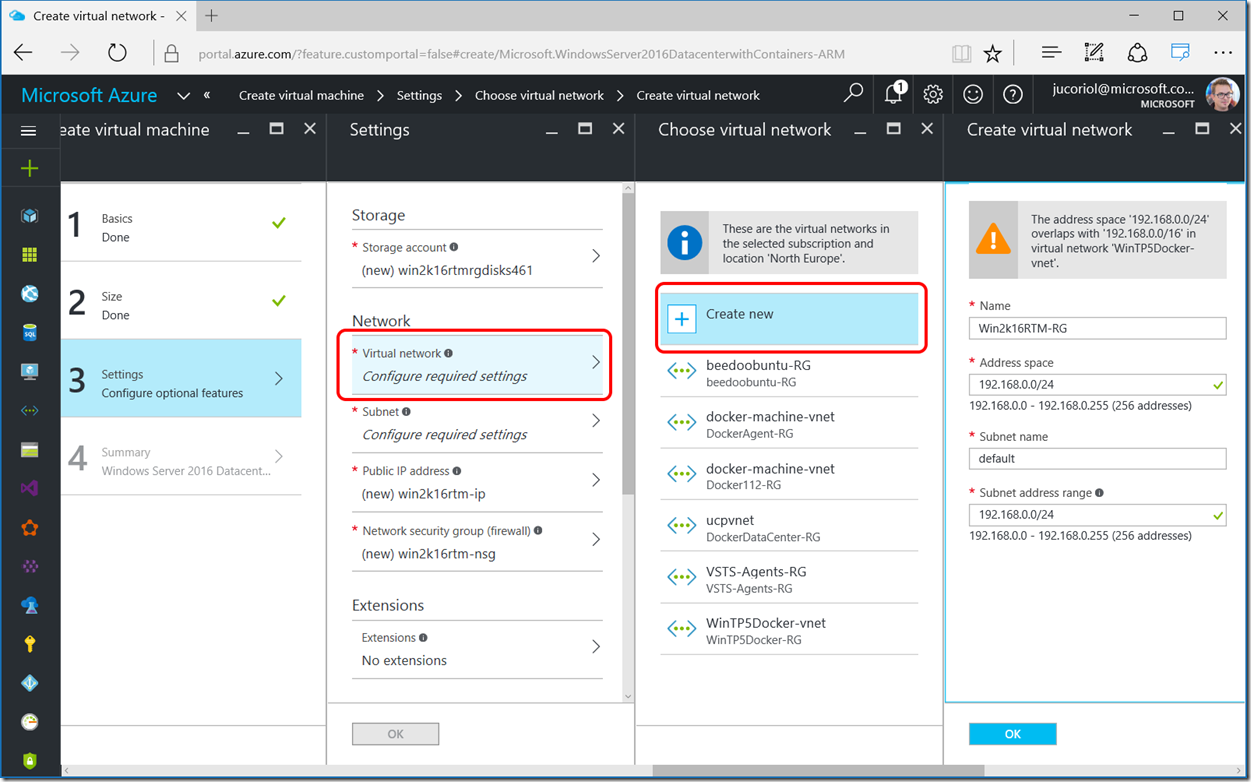 Create virtual network -
portal.azure.com/?feature.customportal=false#create/Microsoft.WindowsServer2016DatacenterwithContainers-ARM
Microsoft Azure
Create virtual machine
Settings
Choose virtual network
Create virtual network
1
jucoriol@microsoft.co...
MICROSOFT
eate virtual machine
1
Basics
Done
2
Size
Done
3
Settings
Configure optional features
4
Summary
Windows Server 2016 Datacent...
Settings
Storage
* Storage account
(new) win2k16rtmrgdisks461
Network
* Virtual network
Configure required settings
* Subnet
Configure required settings
* Public IP address
(new) win2k16rtm-ip
* Network security group (firewall)
(new) win2k16rtm-nsg
Extensions
Extensions
No extensions
OK
Choose virtual network
These are the virtual networks in
the selected subscription and
location 'North Europe'.
Create new
beedoobuntu-RG
beedoobuntu-RG
docker-machine-vnet
DockerAgent-RG
docker-machine-vnet
Docker112-RG
ucpvnet
DockerDataCenter-RG
VSTS-Agents-RG
VSTS-Agents-RG
WinTP5Docker-vnet
WinTP5Docker-RG
Create virtual network
The address space '192.168.0.0/24'
overlaps with '192.168.0.0/16' in
virtual network 'WinTP5Docker-
vnet'.
* Name
Win2k16RTM-RG
* Address space
192.168.0.0/24
192.168.0.0 - 192.168.0.255 (256 addresses)
* Subnet name
default
* Subnet address range
192.168.0.0/24
192.168.0.0 - 192.168.0.255 (256 addresses)
OK
SQL